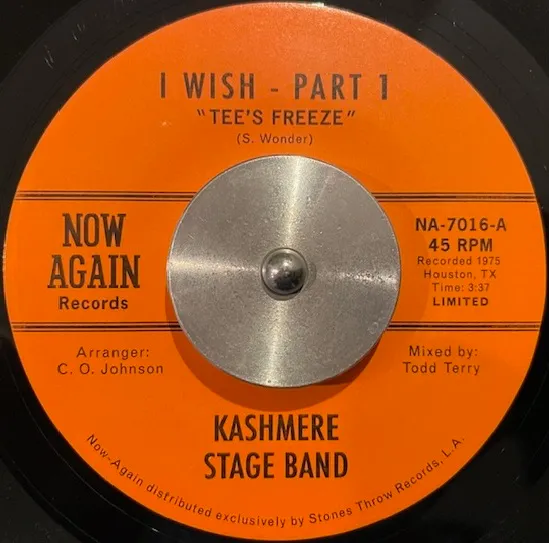 I WISH - PART 1
"TEE'S FREEZE"
(S. Wonder)
NOW
AGAIN
Records
NA-7016-A
45 RPM
Recorded 1975
Houston, TX
Time: 3:37
LIMITED
Arranger:
C. O. Johnson
Mixed by:
Todd Terry
KASHMERE
STAGE BAND
Now-Again distributed exclusively by Stones Throw Records, L.A.